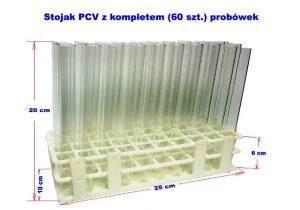 Stojak PCV z kompletem (60 szt.) probówek
20 cm
6 cm
10 cm
25 cm